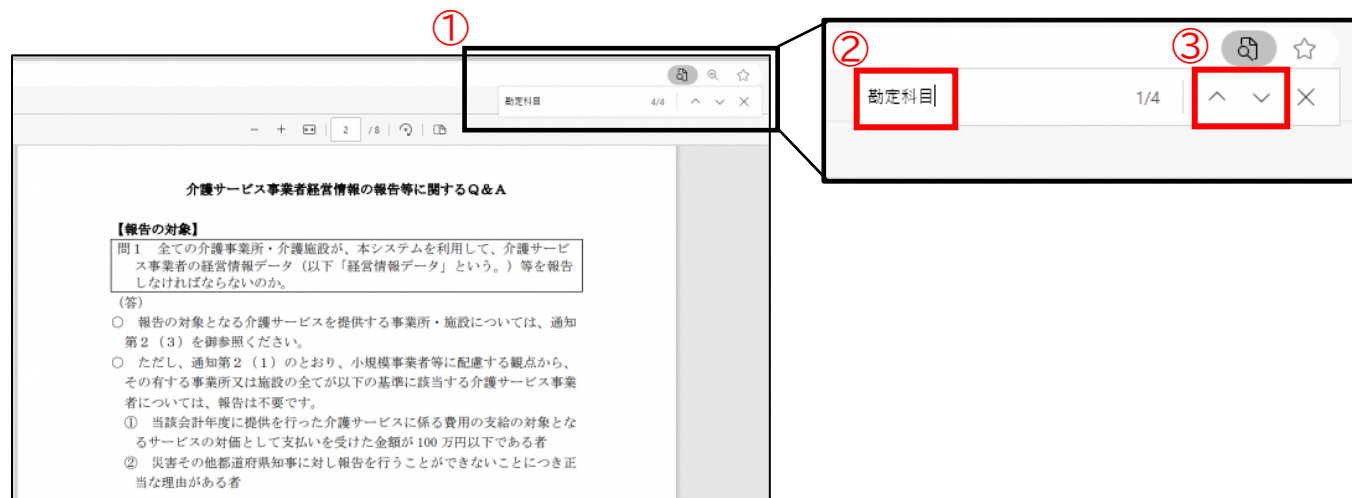 ①
勘定科目 4/4
2 /8
介護サービス事業者経営情報の報告等に関するQ&A
【報告の対象】
問1 全ての介護事業所・介護施設が、本システムを利用して、介護サービ
ス事業者の経営情報データ（以下「経営情報データ」という。）等を報告
しなければならないのか。
（答）
○ 報告の対象となる介護サービスを提供する事業所・施設については、通知
第2（3）を御参照ください。
○ ただし、通知第2（1）のとおり、小規模事業者等に配慮する観点から、
その有する事業所又は施設の全てが以下の基準に該当する介護サービス事業
者については、報告は不要です。
① 当該会計年度に提供を行った介護サービスに係る費用の支給の対象とな
るサービスの対価として支払いを受けた金額が100万円以下である者
② 災害その他都道府県知事に対し報告を行うことができないことにつき正
当な理由がある者
② ③
勘定科目 1/4